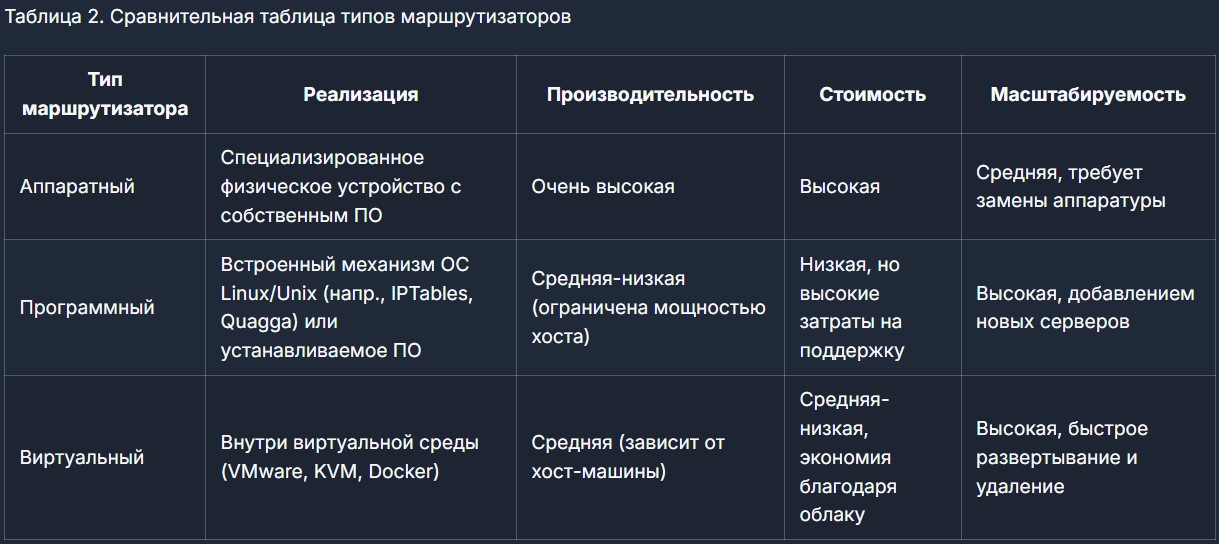 Таблица 2. Сравнительная таблица типов маршрутизаторов
Тип
маршрутизатора
Реализация
Производительность
Стоимость
Масштабируемость
Аппаратный
Специализированное
физическое устройство с
собственным ПО
Очень высокая
Высокая
Средняя, требует
замены аппаратуры
Программный
Встроенный механизм ОС
Linux/Unix (напр., IPTables,
Quagga) или
устанавливаемое ПО
Средняя-низкая
(ограничена мощностью
хоста)
Низкая, но
высокие
затраты на
поддержку
Высокая, добавлением
новых серверов
Виртуальный
Внутри виртуальной среды
(VMware, KVM, Docker)
Средняя (зависит от
хост-машины)
Средняя-
низкая,
экономия
благодаря
облаку
Высокая, быстрое
развертывание и
удаление